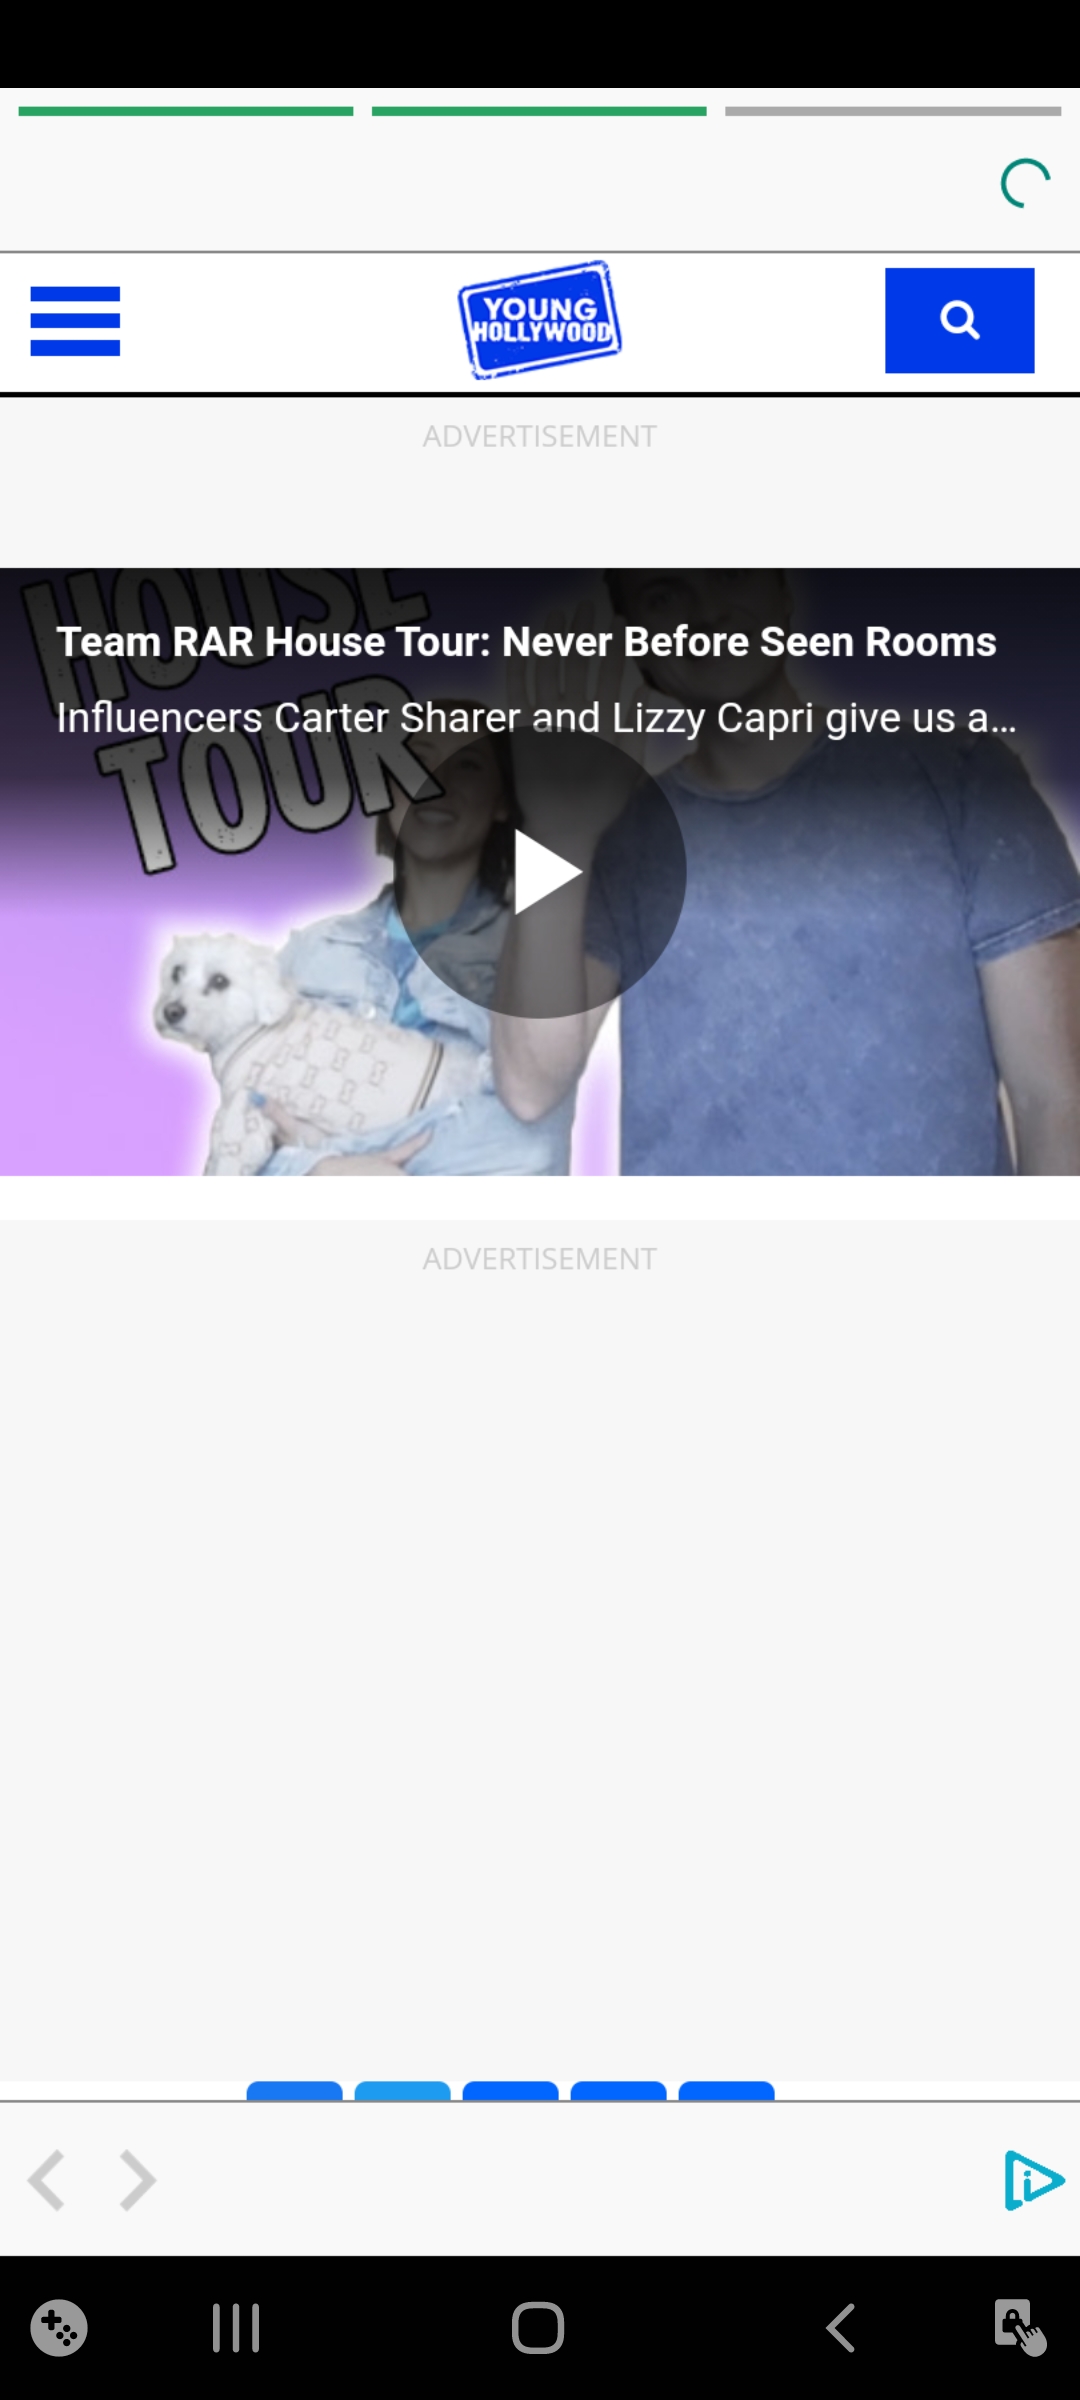 YOUNG
HOLLYWOOD
ADVERTISEMENT
HOUSE
TOUR
Team RAR House Tour: Never Before Seen Rooms
Influencers Carter Sharer and Lizzy Capri give us a...
ADVERTISEMENT